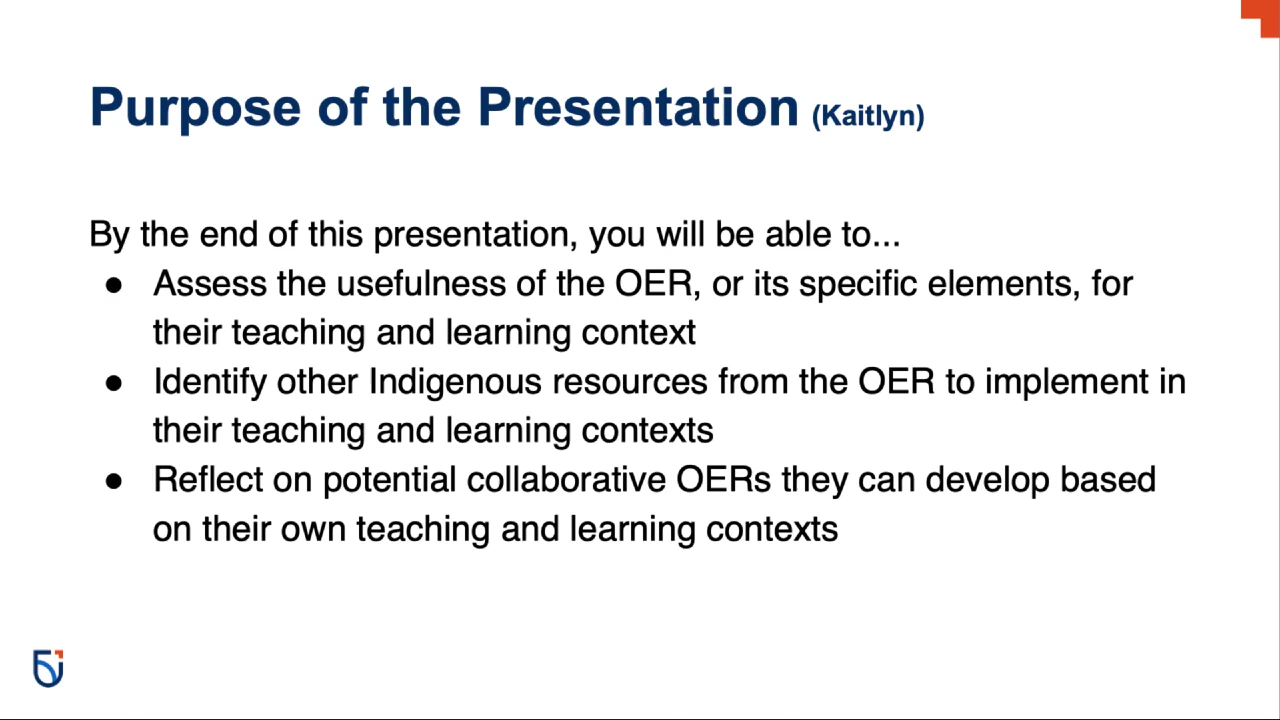 Purpose of the Presentation (Kaitlyn)
By the end of this presentation, you will be able to...
● Assess the usefulness of the OER, or its specific elements, for
their teaching and learning context
● Identify other Indigenous resources from the OER to implement in
their teaching and learning contexts
● Reflect on potential collaborative OERs they can develop based
on their own teaching and learning contexts